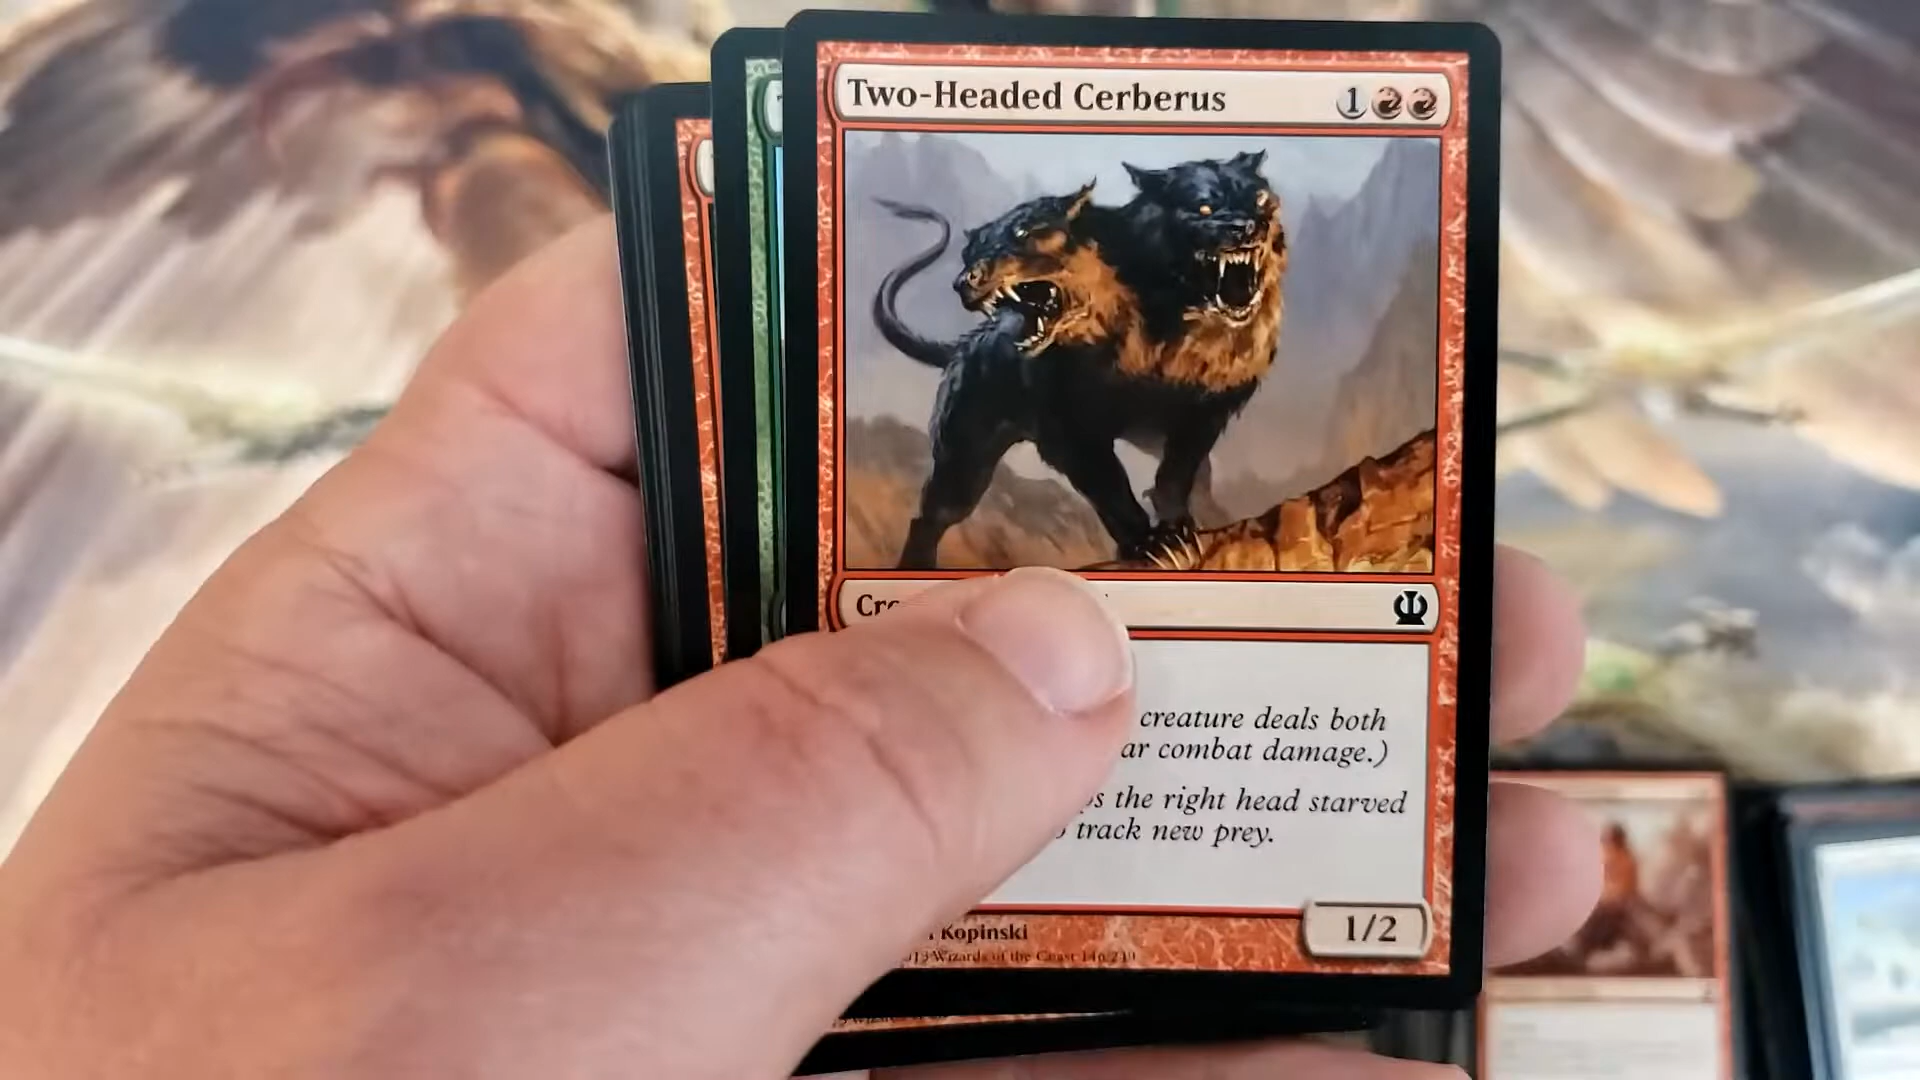 Two-Headed Cerberus 1
Cre
creature deals both
ar combat damage.)
ps the right head starved
track new prey.
1/2
Kopinski
Wizards of the Coast 146/249